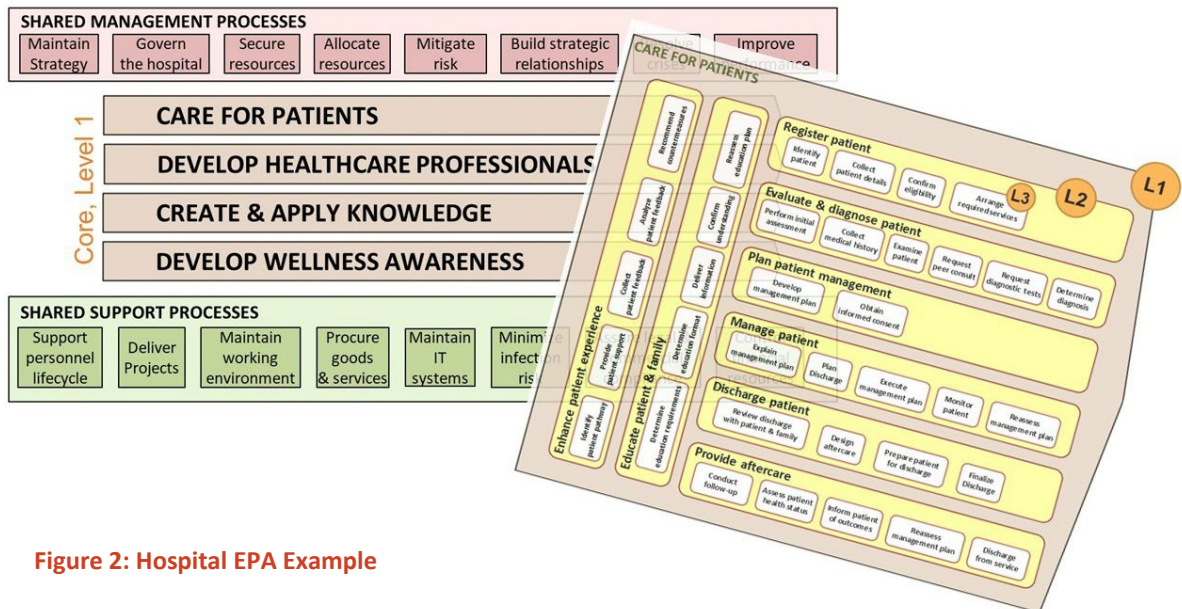 SHARED MANAGEMENT PROCESSES
Maintain
Strategy
Govern
the hospital
Secure
resources
Allocate
resources
Mitigate
risk
Build strategic
relationships
crises
Improve
performance
Core, Level 1
CARE FOR PATIENTS
DEVELOP HEALTHCARE PROFESSIONALS
CREATE & APPLY KNOWLEDGE
DEVELOP WELLNESS AWARENESS
SHARED SUPPORT PROCESSES
Support
personnel
lifecycle
Deliver
Projects
Maintain
working
environment
Procure
goods
& services
Maintain
IT
systems
Minimize
infection
risk
resources
CARE FOR PATIENTS
L1
L2
L3
Enhance patient experience
Identify
patient pathway
Provide
patient support
Collect
patient feedback
Analyze
patient feedback
Recommend
countermeasures
Educate patient & family
Determine
education requirements
Determine
education format
Deliver
information
Confirm
understanding
Reassess
education plan
Register patient
Identify
patient
Collect
patient details
Confirm
eligibility
Arrange
required services
Evaluate & diagnose patient
Perform initial
assessment
Collect
medical history
Examine
patient
Request
peer consult
Request
diagnostic tests
Determine
diagnosis
Plan patient management
Develop
management plan
Obtain
informed consent
Manage patient
Explain
management plan
Plan
Discharge
Execute
management plan
Monitor
patient
Reassess
management plan
Discharge patient
Review discharge
with patient & family
Design
aftercare
Prepare patient
for discharge
Finalize
Discharge
Provide aftercare
Conduct
follow-up
Assess patient
health status
Inform patient
of outcomes
Reassess
management plan
Discharge
from service
Figure 2: Hospital EPA Example